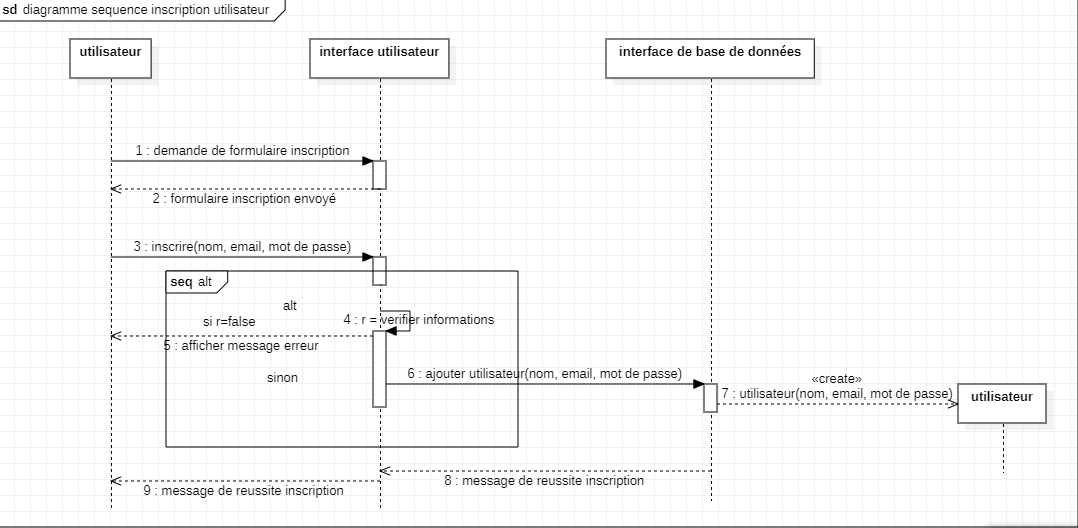 sd diagramme sequence inscription utilisateur
utilisateur
interface utilisateur
interface de base de données
1 : demande de formulaire inscription
2 : formulaire inscription envoyé
3 : inscrire(nom, email, mot de passe)
seq alt
alt
si r=false
4 : r = verifier informations
5 : afficher message erreur
sinon
6 : ajouter utilisateur(nom, email, mot de passe)
«create»
7 : utilisateur(nom, email, mot de passe)
utilisateur
8 : message de reussite inscription
9 : message de reussite inscription